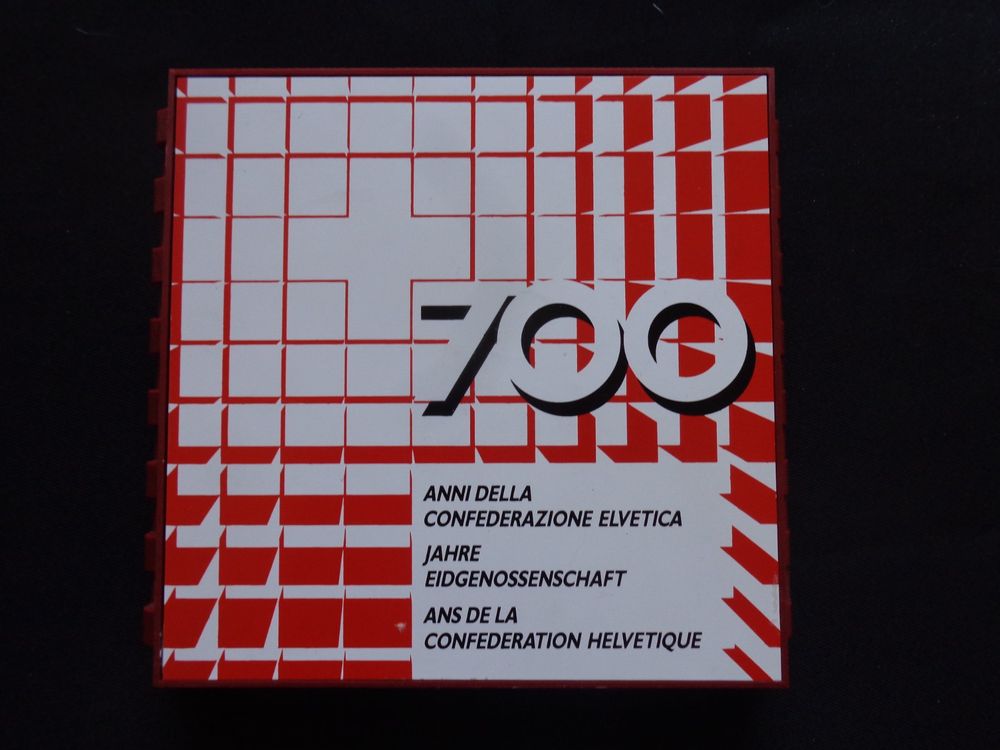 700
ANNI DELLA
CONFEDERAZIONE ELVETICA
JAHRE
EIDGENOSSENSCHAFT
ANS DE LA
CONFEDERATION HELVETIQUE